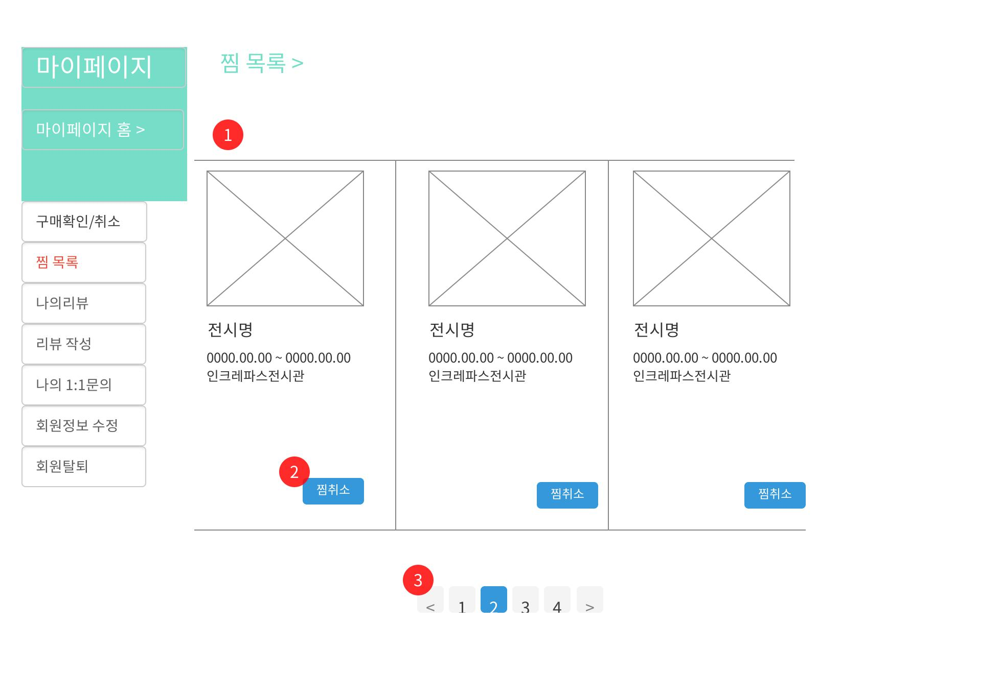 마이페이지
마이페이지 홈 >
구매확인/취소
찜 목록
나의리뷰
리뷰 작성
나의 1:1문의
회원정보 수정
회원탈퇴
찜 목록 >
1
전시명
0000.00.00 ~ 0000.00.00
인크레파스전시관
2
찜취소
전시명
0000.00.00 ~ 0000.00.00
인크레파스전시관
찜취소
전시명
0000.00.00 ~ 0000.00.00
인크레파스전시관
찜취소
3
< 1 2 3 4 >